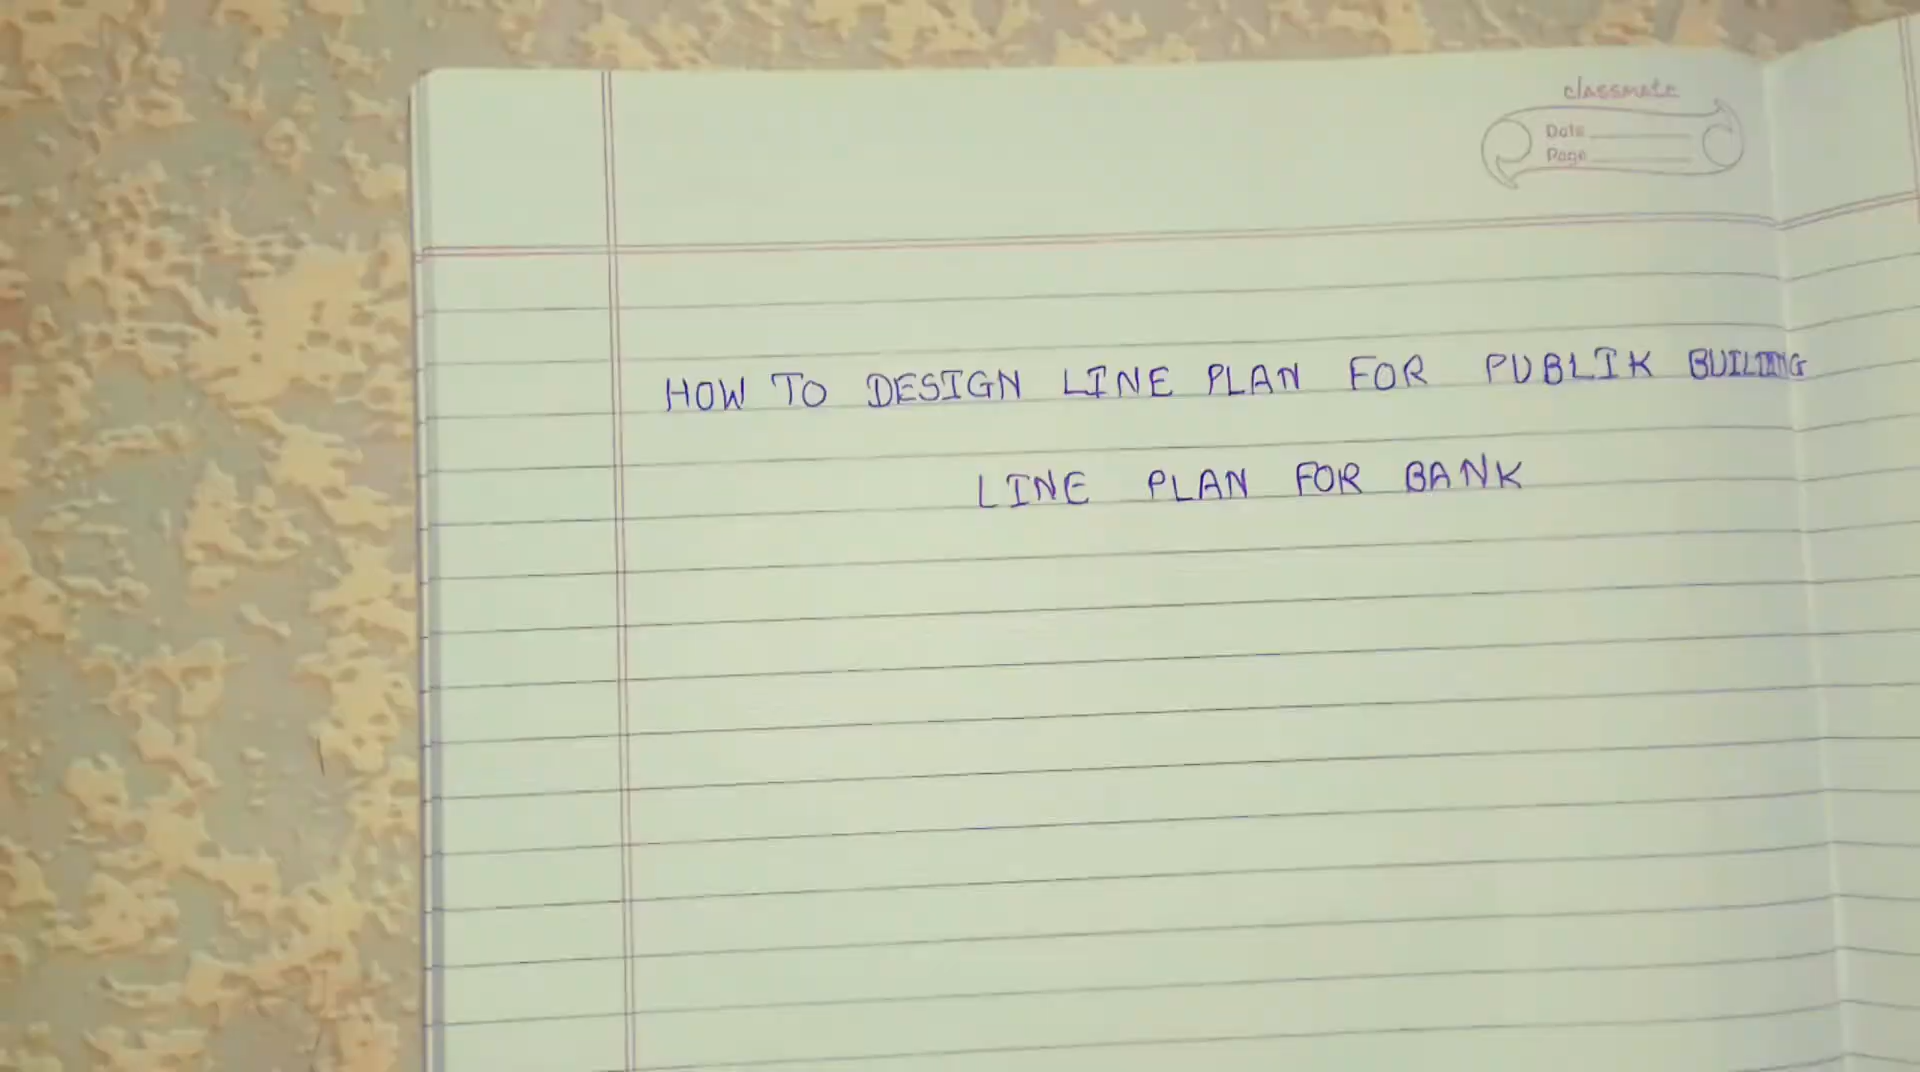 classmate
Date
Page
HOW TO DESIGN LINE PLAN FOR PUBLIK BUILDING
LINE PLAN FOR BANK